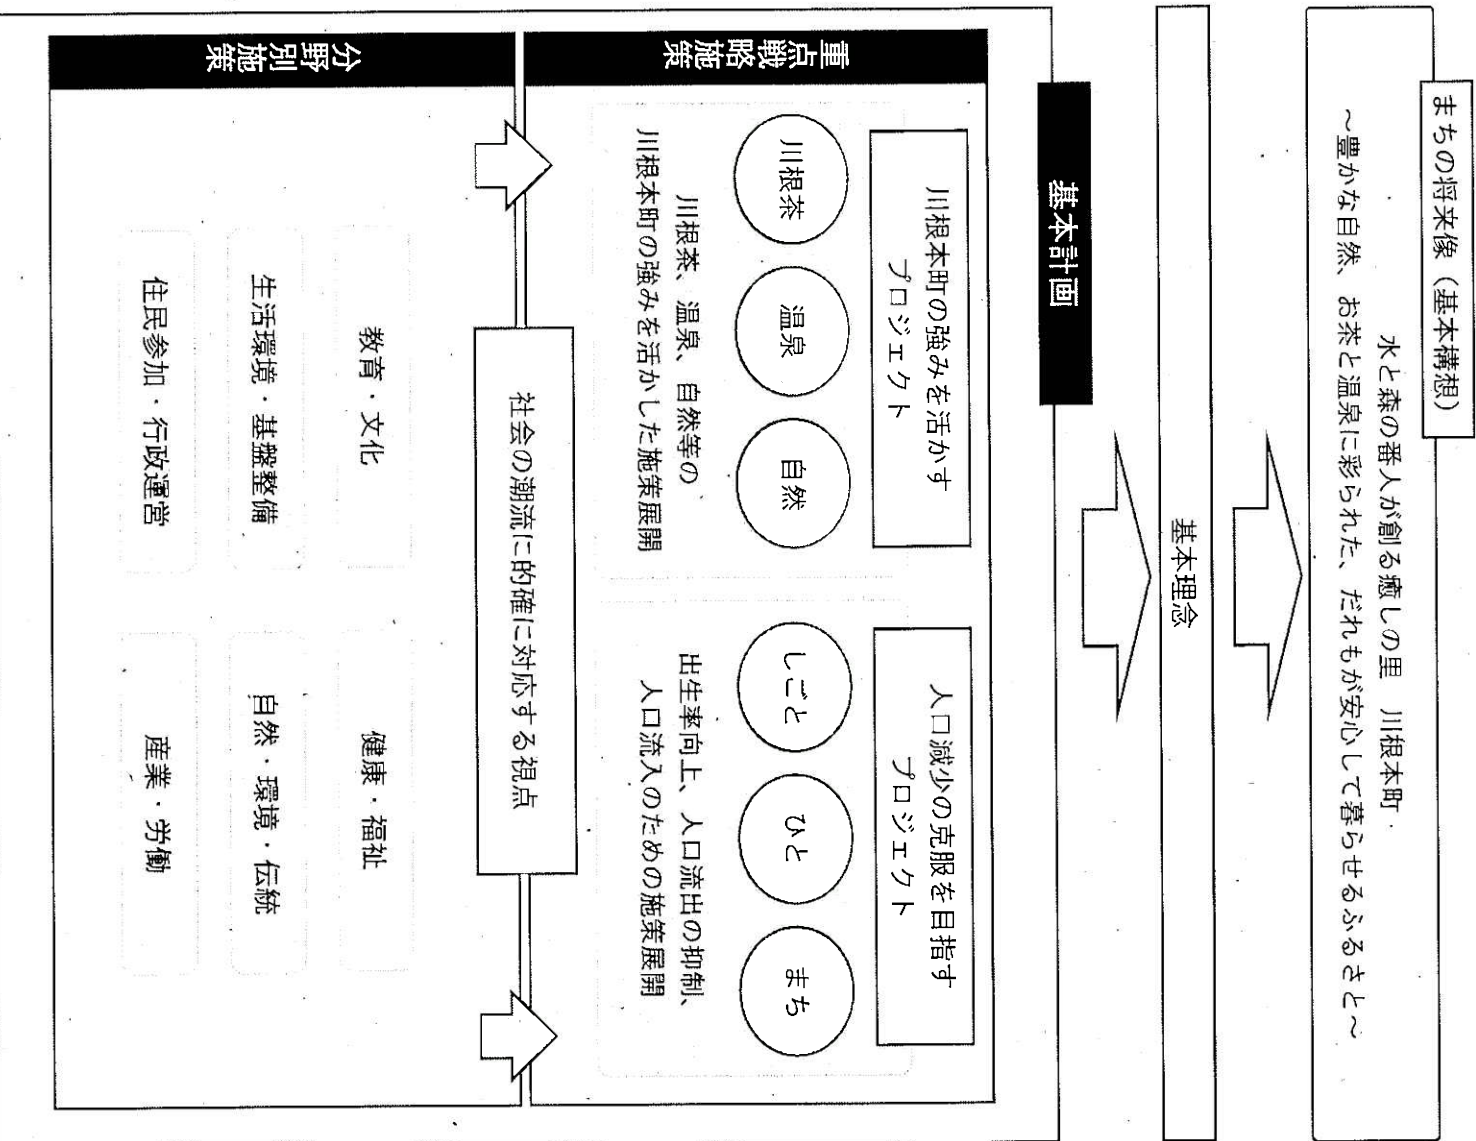 まちの将来像(基本構想)
水と森の番人が創る癒しの里 川根本町
~豊かな自然、お茶と温泉に彩られた、だれもが安心して暮らせるふるさと~
基本理念
基本計画
重点戦略施策
川根本町の強みを活かす
プロジェクト
川根茶
温泉
自然
川根茶、温泉、自然等の
川根本町の強みを活かした施策展開
人口減少の克服を目指す
プロジェクト
しごと
ひと
まち
出生率向上、人口流出の抑制、
人口流入のための施策展開
社会の潮流に的確に対応する視点
分野別施策
教育・文化
健康・福祉
生活環境・基盤整備
自然・環境・伝統
住民参加・行政運営
産業・労働